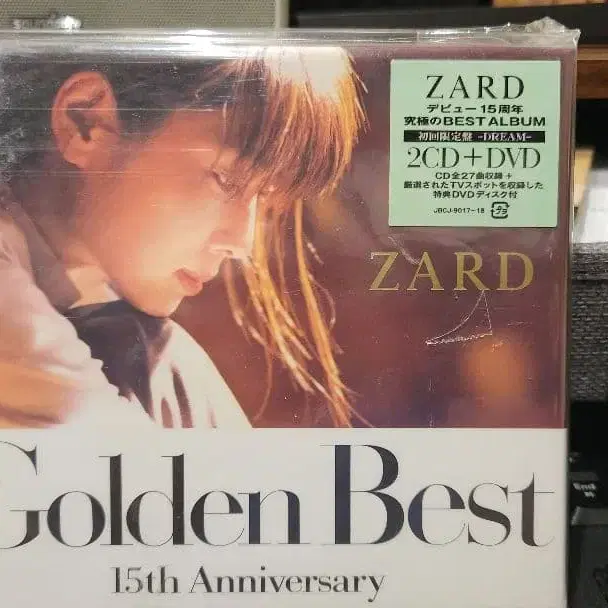 ZARD
デビュー15周年
究極のBEST ALBUM
初回限定盤 -DREAM-
2CD+DVD
CD全27曲収録+
厳選されたTVスポットを収録した
特典DVDディスク付
JBCJ-9017~18
ZARD
Golden Best
15th Anniversary
End